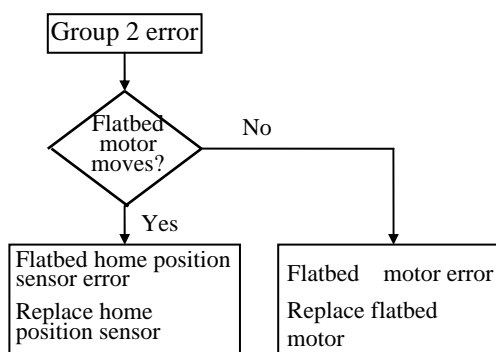 Group 2 error
Flatbed
motor
moves?
No
Yes
Flatbed home position
sensor error
Replace home
position sensor
Flatbed motor error
Replace flatbed
motor